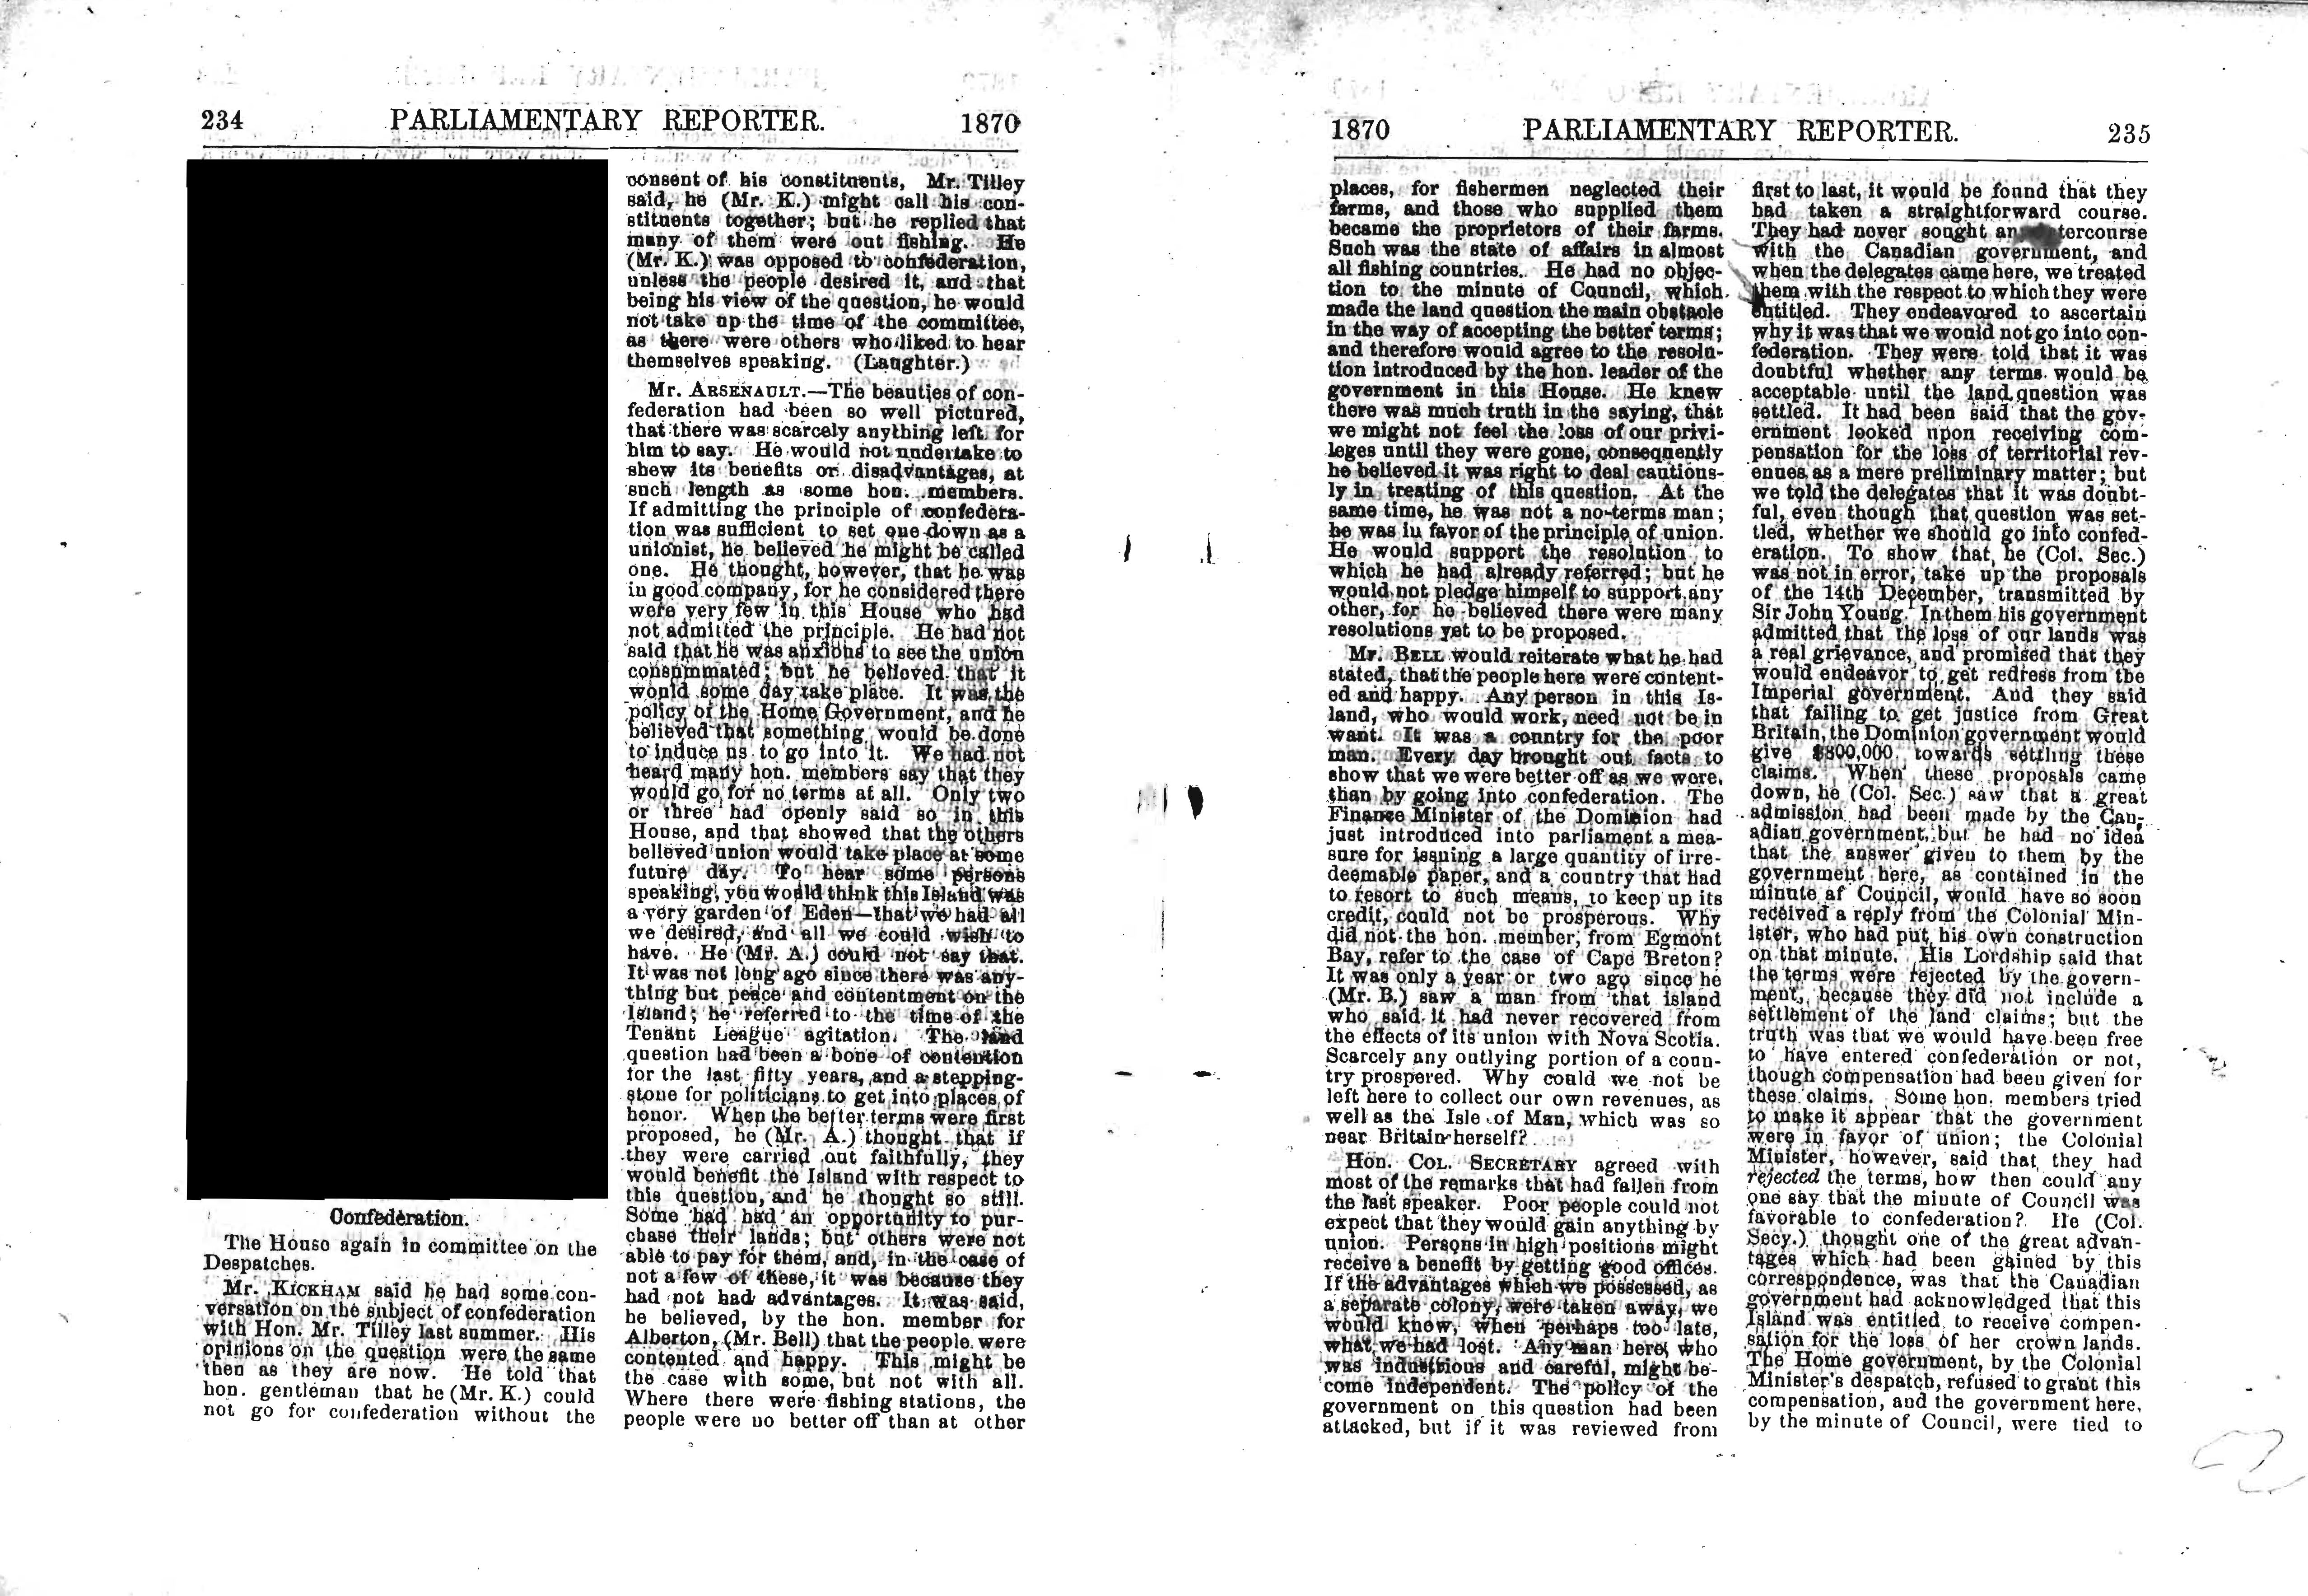 234 PARLIAMENTARY REPORTER. 1870
Confederation.
The House again in committee on the
Despatches.
Mr. KICKHAM said he had some con-
versation on the subject of confederation
with Hon. Mr. Tilley last summer. His
opinions on the question were the same
then as they are now. He told that
hon. gentleman that he (Mr. K.) could
not go for confederation without the
consent of his constituents, Mr. Tilley
said, he (Mr. K.) might call his con-
stituents together; but he replied that
many of them were out fishing. He
(Mr. K.) was opposed to confederation,
unless the people desired it, and that
being his view of the question, he would
not take up the time of the committee,
as there were others who liked to hear
themselves speaking. (Laughter.)
Mr. ARSENAULT.—The beauties of con-
federation had been so well pictured,
that there was scarcely anything left for
him to say. He would not undertake to
shew its benefits or disadvantages, at
such length as some hon. members.
If admitting the principle of confedera-
tion was sufficient to set one down as a
unionist, he believed he might be called
one. He thought, however, that he was
in good company, for he considered there
were very few in this House who had
not admitted the principle. He had not
said that he was anxious to see the union
consummated; but he believed that it
would some day take place. It was the
policy of the Home Government, and he
believed that something would be done
to induce us to go into it. We had not
heard many hon. members say that they
would go for no terms at all. Only two
or three had openly said so in this
House, and that showed that the others
believed union would take place at some
future day. To hear some persons
speaking, you would think this Island was
a very garden of Eden—that we had all
we desired, and all we could wish to
have. He (Mr. A.) could not say that.
It was not long ago since there was any-
thing but peace and contentment on the
Island; he referred to the time of the
Tenant League agitation. The land
question had been a bone of contention
for the last fifty years, and a stepping-
stone for politicians to get into places of
honor. When the better terms were first
proposed, he (Mr. A.) thought that if
they were carried out faithfully, they
would benefit the Island with respect to
this question, and he thought so still.
Some had had an opportunity to pur-
chase their lands; but others were not
able to pay for them, and, in the case of
not a few of these, it was because they
had not had advantages. It was said,
he believed, by the hon. member for
Alberton, (Mr. Bell) that the people were
contented and happy. This might be
the case with some, but not with all.
Where there were fishing stations, the
people were no better off than at other
1870 PARLIAMENTARY REPORTER. 235
places, for fishermen neglected their
farms, and those who supplied them
became the proprietors of their farms.
Such was the state of affairs in almost
all fishing countries. He had no objec-
tion to the minute of Council, which
made the land question the main obstacle
in the way of accepting the better terms;
and therefore would agree to the resolu-
tion introduced by the hon. leader of the
government in this House. He knew
there was much truth in the saying, that
we might not feel the loss of our privi-
leges until they were gone, consequently
he believed it was right to deal cautious-
ly in treating of this question. At the
same time, he was not a no-terms man;
he was in favor of the principle of union.
He would support the resolution to
which he had already referred; but he
would not pledge himself to support any
other, for he believed there were many
resolutions yet to be proposed.
Mr. BELL would reiterate what he had
stated, that the people here were content-
ed and happy. Any person in this Is-
land, who would work, need not be in
want. It was a country for the poor
man. Every day brought out facts to
show that we were better off as we were,
than by going into confederation. The
Finance Minister of the Dominion had
just introduced into parliament a mea-
sure for issuing a large quantity of irre-
deemable paper, and a country that had
to resort to such means, to keep up its
credit, could not be prosperous. Why
did not the hon. member, from Egmont
Bay, refer to the case of Cape Breton?
It was only a year or two ago since he
(Mr. B.) saw a man from that island
who said it had never recovered from
the effects of its union with Nova Scotia.
Scarcely any outlying portion of a coun-
try prospered. Why could we not be
left here to collect our own revenues, as
well as the Isle of Man, which was so
near Britain herself?
Hon. COL. SECRETARY agreed with
most of the remarks that had fallen from
the last speaker. Poor people could not
expect that they would gain anything by
union. Persons in high positions might
receive a benefit by getting good offices.
If the advantages which we possessed, as
a separate colony, were taken away, we
would know, when perhaps too late,
what we had lost. Any man here, who
was industrious and careful, might be-
come independent. The policy of the
government on this question had been
attacked, but if it was reviewed from
first to last, it would be found that they
had taken a straightforward course.
They had never sought an tercourse
with the Canadian government, and
when the delegates came here, we treated
them with the respect to which they were
entitled. They endeavored to ascertain
why it was that we would not go into con-
federation. They were told that it was
doubtful whether any terms would be
acceptable until the land question was
settled. It had been said that the gov-
ernment looked upon receiving com-
pensation for the loss of territorial rev-
enues as a mere preliminary matter; but
we told the delegates that it was doubt-
ful, even though that question was set-
tled, whether we should go into confed-
eration. To show that he (Col. Sec.)
was not in error, take up the proposals
of the 14th December, transmitted by
Sir John Young. In them his government
admitted that the loss of our lands was
a real grievance, and promised that they
would endeavor to get redress from the
Imperial government. And they said
that failing to get justice from Great
Britain, the Dominion government would
give $800,000 towards settling these
claims. When these proposals came
down, he (Col. Sec.) saw that a great
admission had been made by the Can-
adian government, but he had no idea
that the answer given to them by the
government here, as contained in the
minute af Council, would have so soon
received a reply from the Colonial Min-
ister, who had put his own construction
on that minute. His Lordship said that
the terms were rejected by the govern-
ment, because they did not include a
settlement of the land claims; but the
truth was that we would have been free
to have entered confederation or not,
though compensation had been given for
these claims. Some hon. members tried
to make it appear that the government
were in favor of union; the Colonial
Minister, however, said that they had
rejected the terms, how then could any
one say that the minute of Council was
favorable to confederation? He (Col.
Secy.) thought one of the great advan-
tages which had been gained by this
correspondence, was that the Canadian
government had acknowledged that this
Island was entitled to receive compen-
sation for the loss of her crown lands.
The Home government, by the Colonial
Minister's despatch, refused to grant this
compensation, and the government here,
by the minute of Council, were tied to